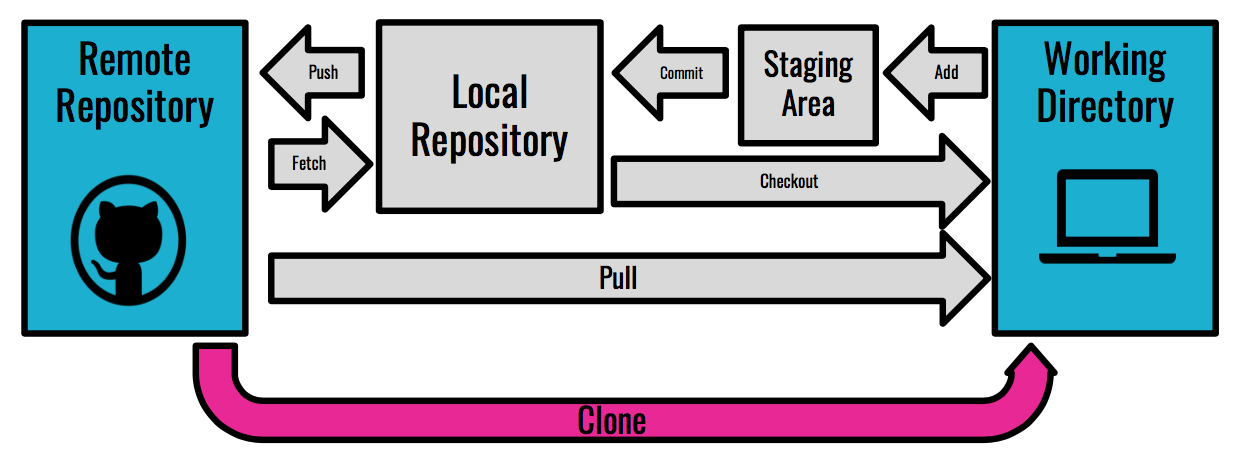 Remote
Repository
Push
Fetch
Local
Repository
Commit
Staging
Area
Add
Working
Directory
Checkout
Pull
Clone